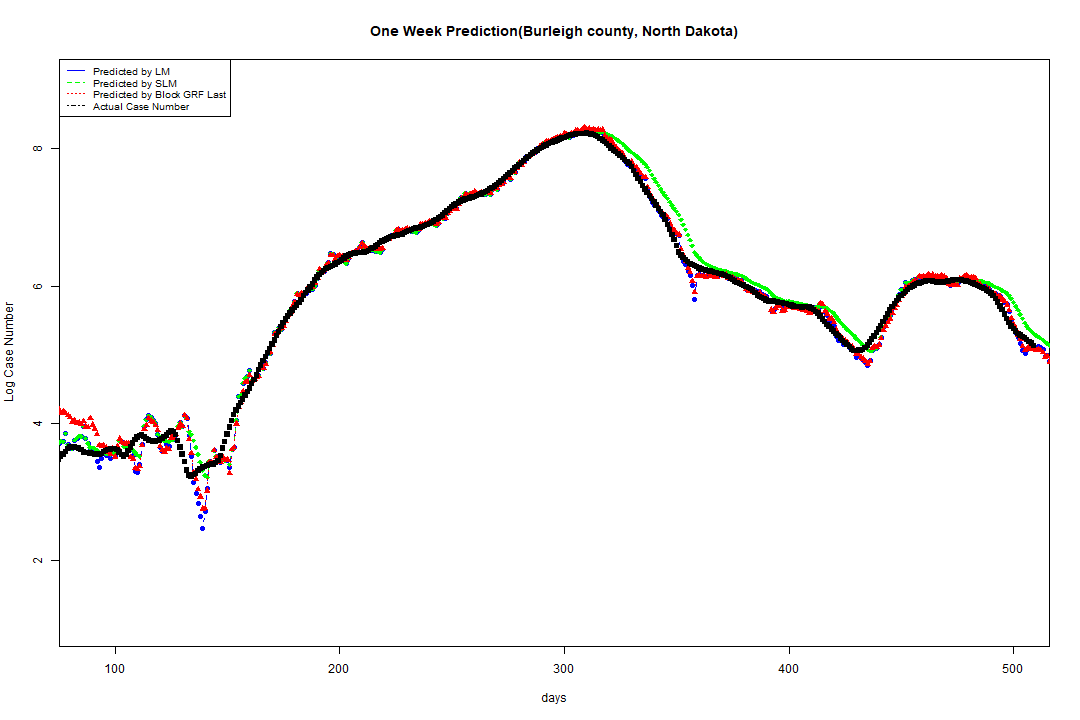 One Week Prediction(Burleigh county, North Dakota)
Predicted by LM
Predicted by SLM
Predicted by Block GRF Last
Actual Case Number
8
6
4
2
Log Case Number
100
200
300
400
500
days